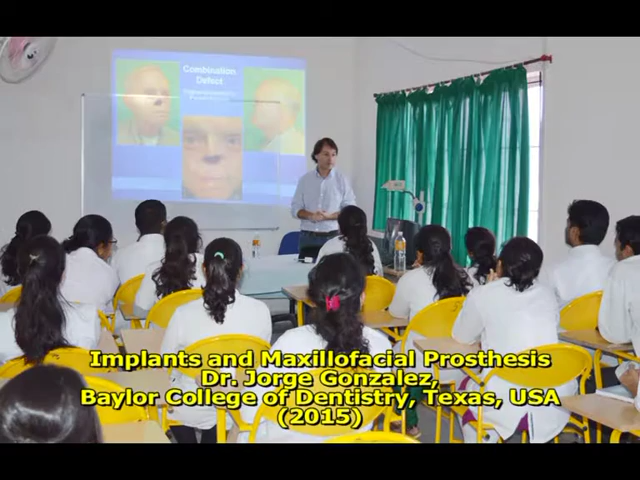 Combination
Defect
Implants and Maxillofacial Prosthesis
Dr. Jorge Gonzalez,
Baylor College of Dentistry, Texas, USA
(2015)